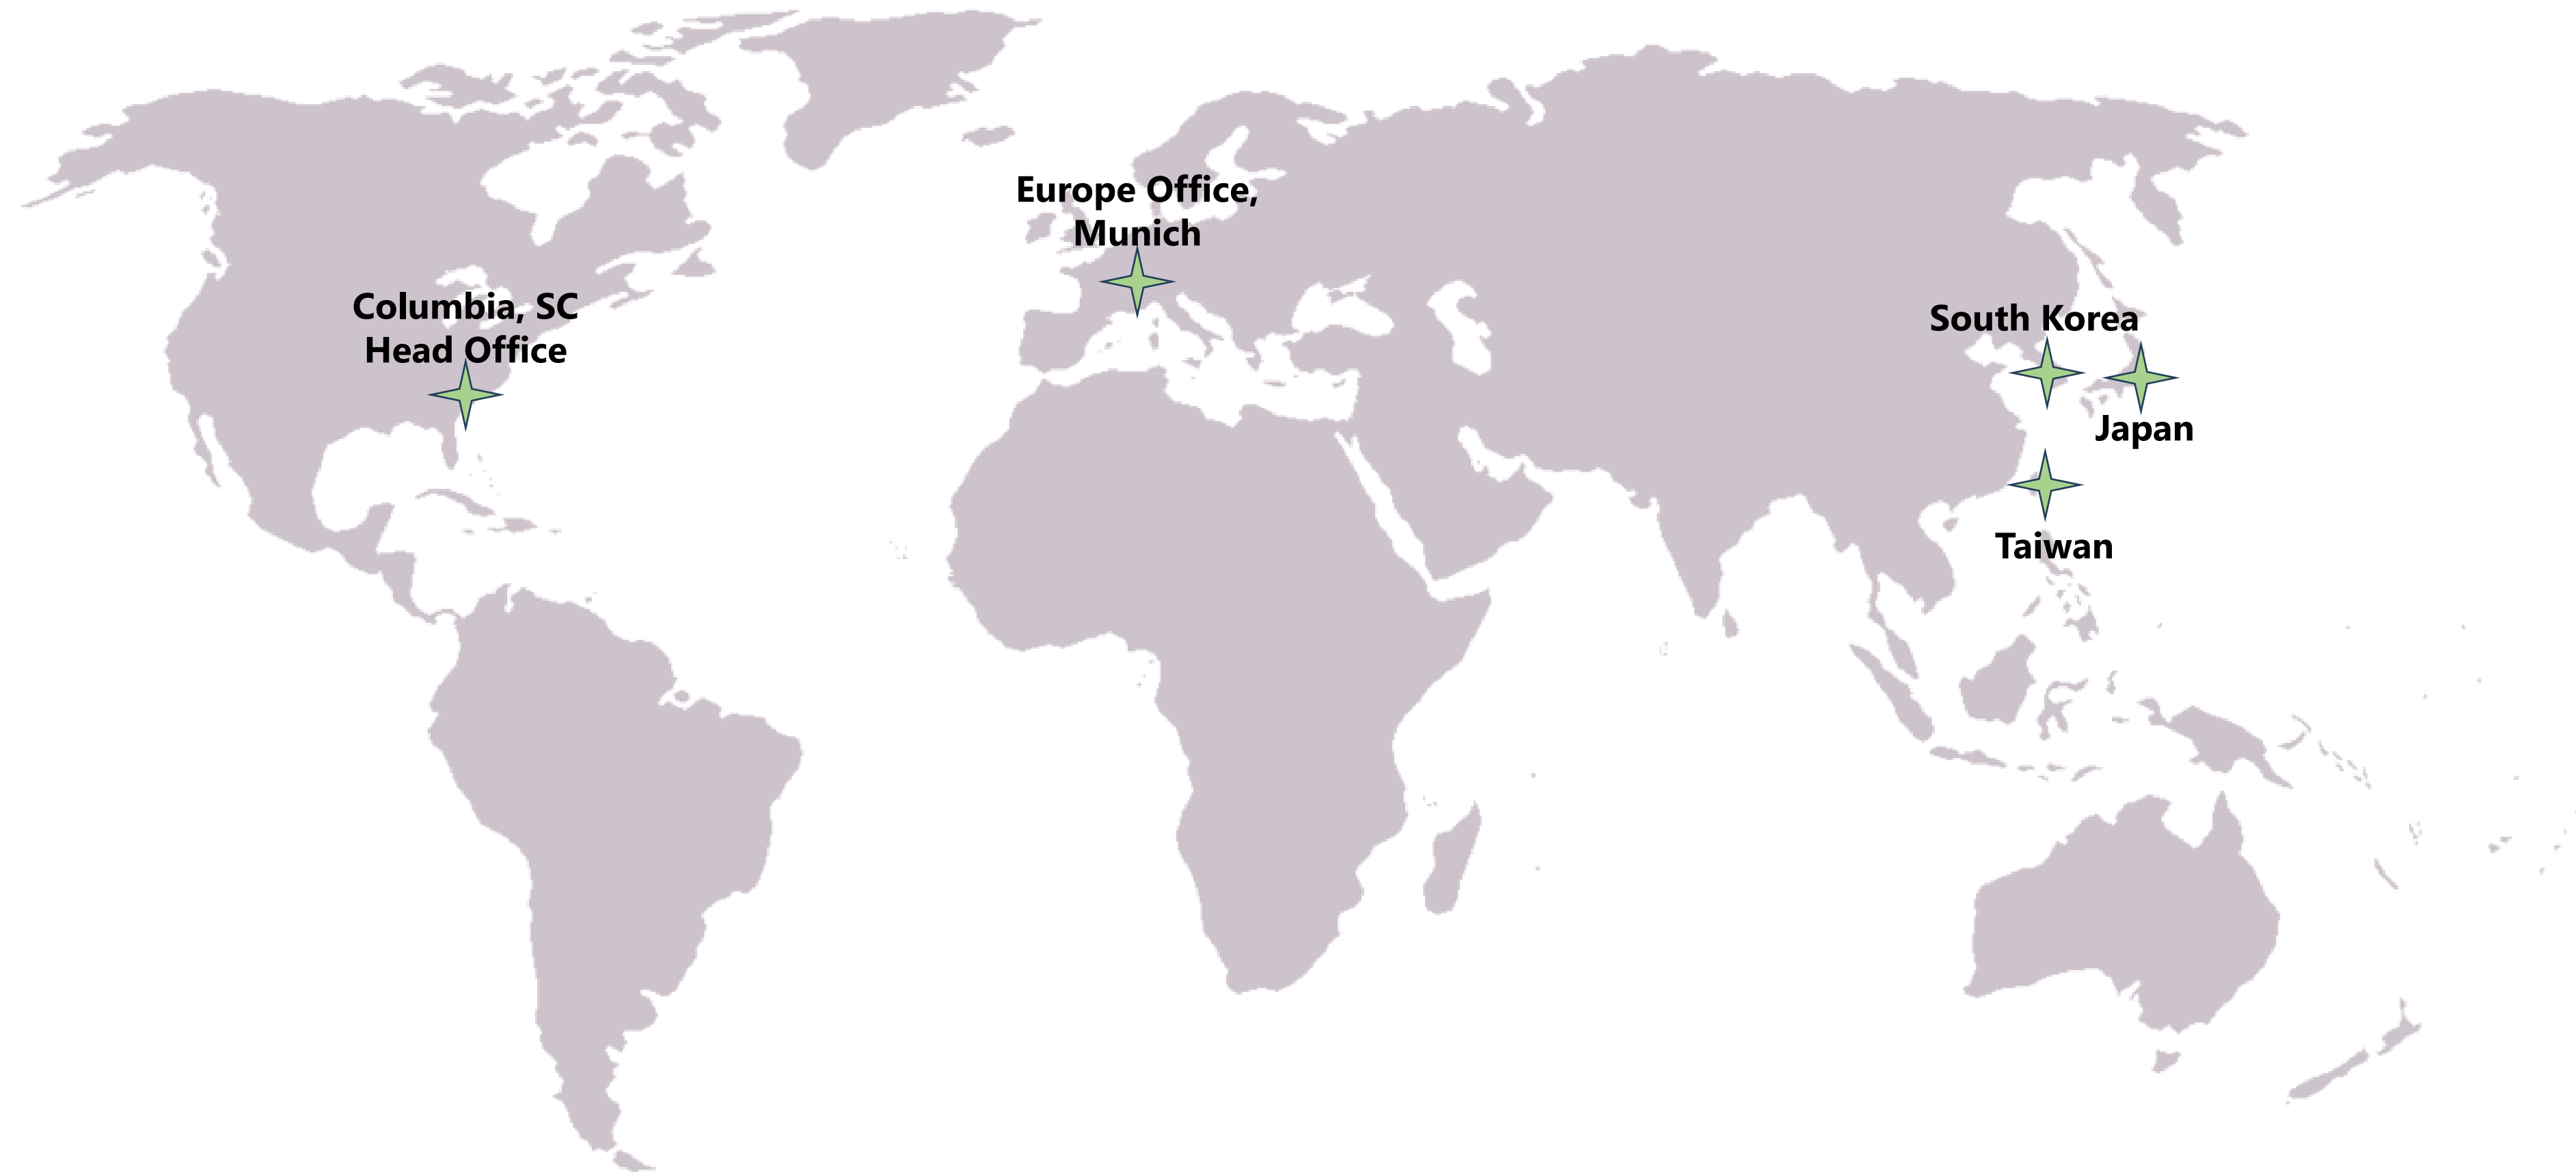 Europe Office,
Munich
Columbia, SC
Head Office
South Korea
Japan
Taiwan